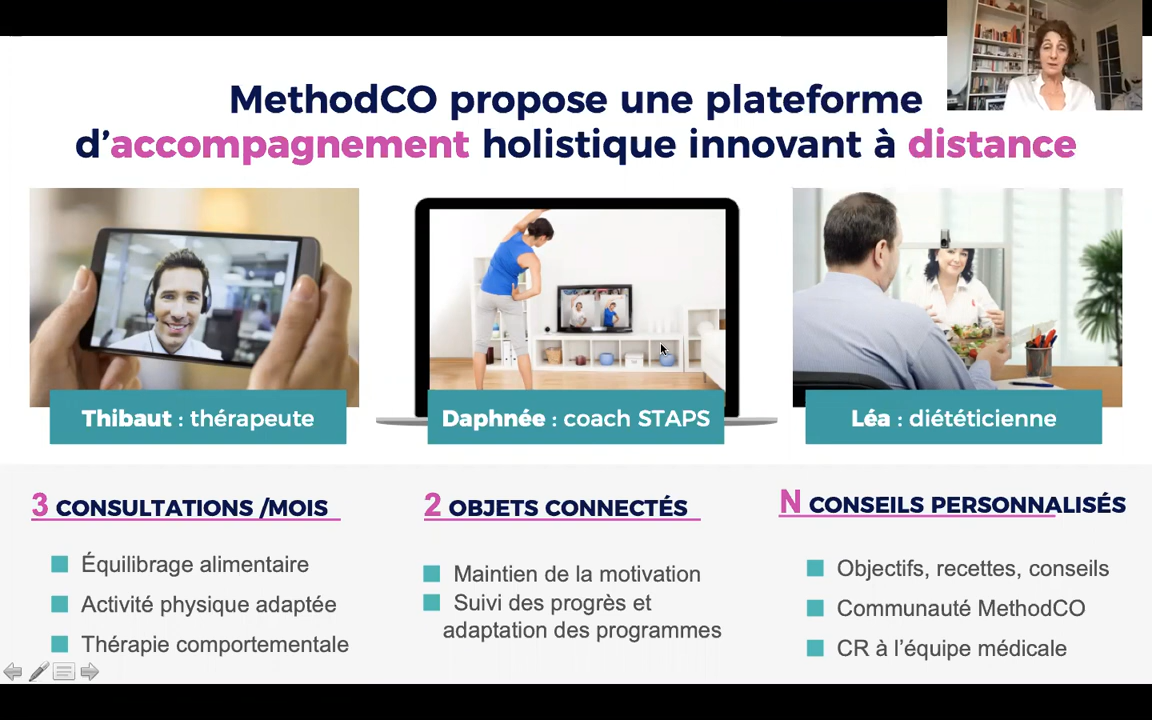 MethodCO propose une plateforme
d'accompagnement holistique innovant à distance
Thibaut : thérapeute
Daphnée : coach STAPS
Léa : diététicienne
3 CONSULTATIONS /MOIS
Équilibrage alimentaire
Activité physique adaptée
Thérapie comportementale
2 OBJETS CONNECTÉS
Maintien de la motivation
Suivi des progrès et
adaptation des programmes
N CONSEILS PERSONNALISÉS
Objectifs, recettes, conseils
Communauté MethodCO
CR à l'équipe médicale